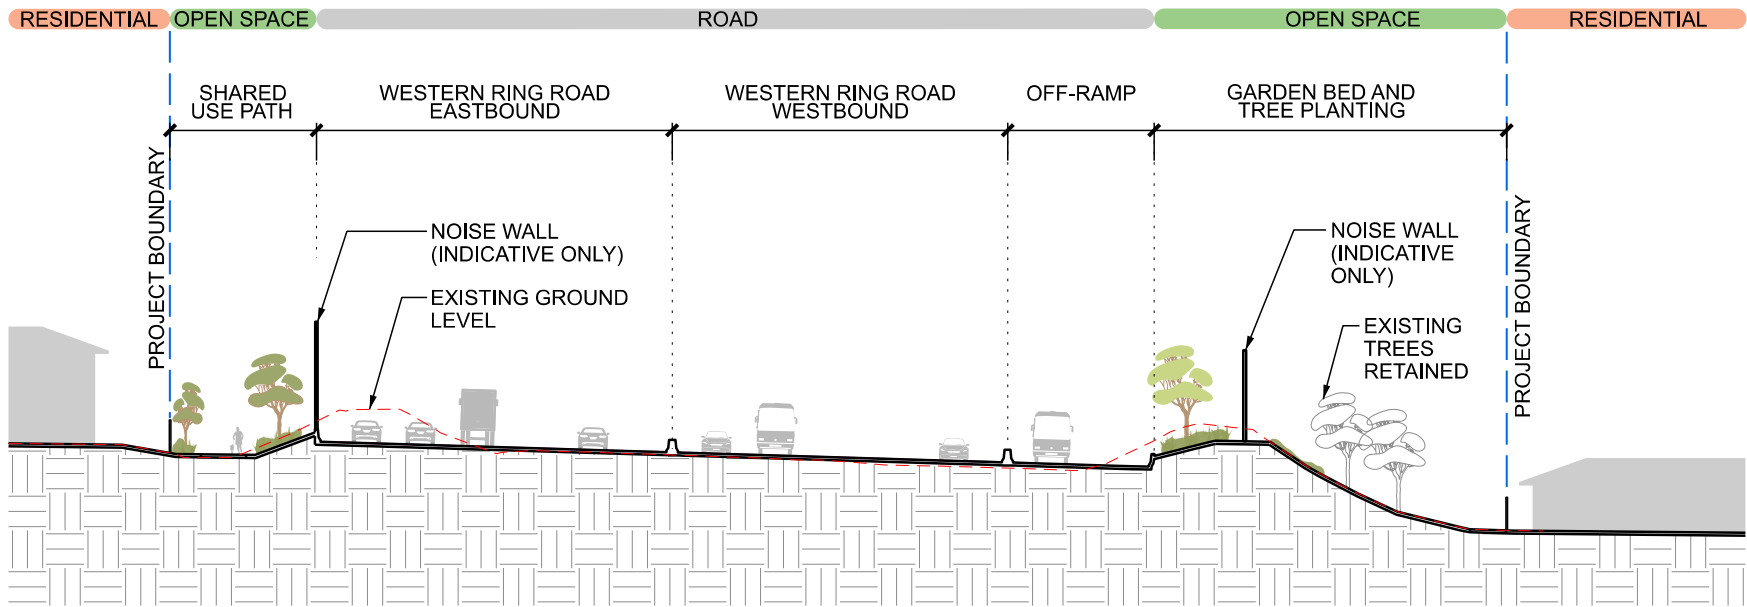 RESIDENTIAL
OPEN SPACE
ROAD
OPEN SPACE
RESIDENTIAL
SHARED
USE PATH
WESTERN RING ROAD
EASTBOUND
WESTERN RING ROAD
WESTBOUND
OFF-RAMP
GARDEN BED AND
TREE PLANTING
PROJECT BOUNDARY
NOISE WALL
(INDICATIVE ONLY)
EXISTING GROUND
LEVEL
NOISE WALL
(INDICATIVE
ONLY)
EXISTING
TREES
RETAINED
PROJECT BOUNDARY